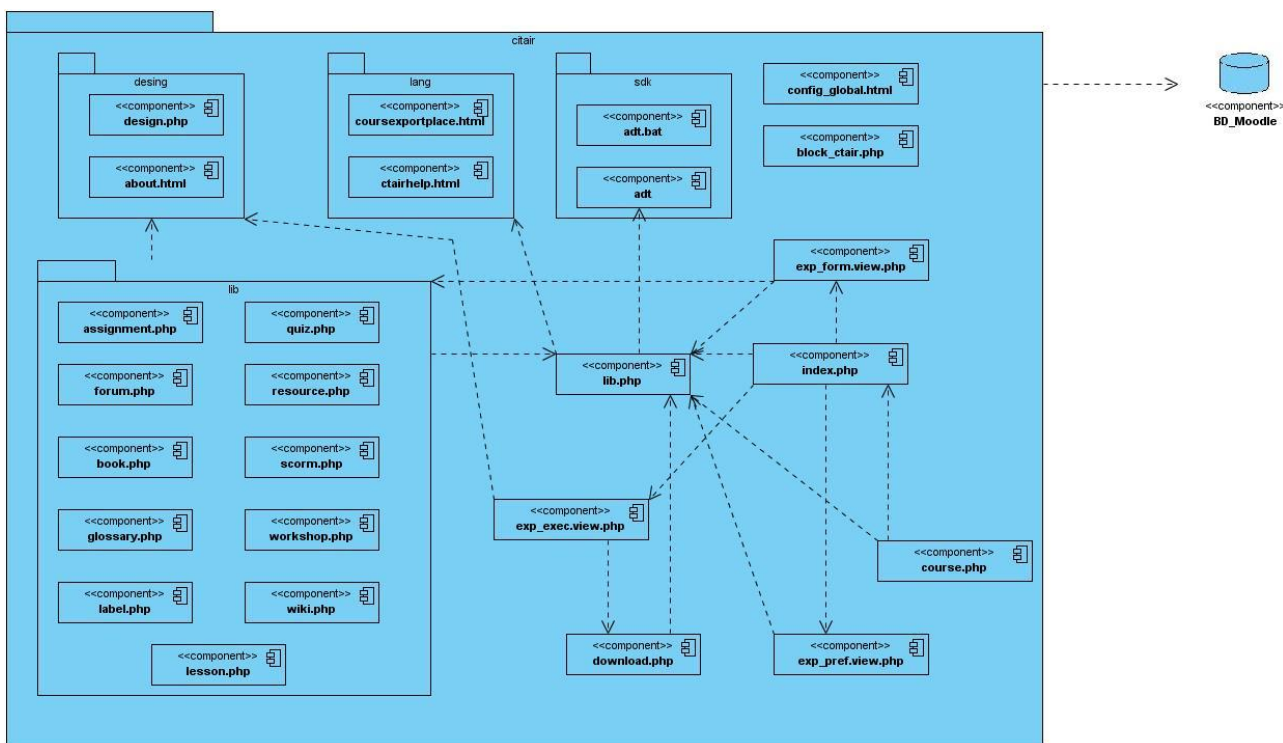 citair
desing
<<component>>
design.php
<<component>>
about.html
lang
<<component>>
coursexportplace.html
<<component>>
ctairhelp.html
sdk
<<component>>
adt.bat
<<component>>
adt
<<component>>
config_global.html
<<component>>
block_ctair.php
<<component>>
BD_Moodle
lib
<<component>>
assignment.php
<<component>>
quiz.php
<<component>>
forum.php
<<component>>
resource.php
<<component>>
book.php
<<component>>
scorm.php
<<component>>
glossary.php
<<component>>
workshop.php
<<component>>
label.php
<<component>>
wiki.php
<<component>>
lesson.php
<<component>>
exp_form.view.php
<<component>>
lib.php
<<component>>
index.php
<<component>>
exp_exec.view.php
<<component>>
course.php
<<component>>
download.php
<<component>>
exp_pref.view.php